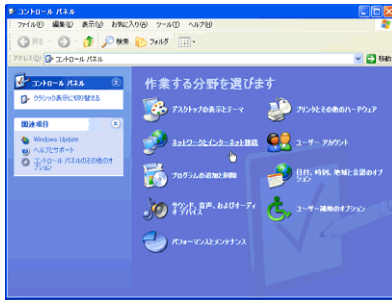 コントロール パネル
ファイル(F) 編集(E) 表示(V) お気に入り(A) ツール(T) ヘルプ(H)
戻る 検索 フォルダ
アドレス(D) コントロール パネル 移動
コントロール パネル
クラシック表示に切り替える
関連項目
Windows Update
ヘルプとサポート
コントロール パネルのその他のオプション
作業する分野を選びます
デスクトップの表示とテーマ
プリンタとその他のハードウェア
ネットワークとインターネット接続
ユーザー アカウント
プログラムの追加と削除
日付、時刻、地域と言語のオプション
サウンド、音声、およびオーディオ デバイス
ユーザー補助のオプション
パフォーマンスとメンテナンス